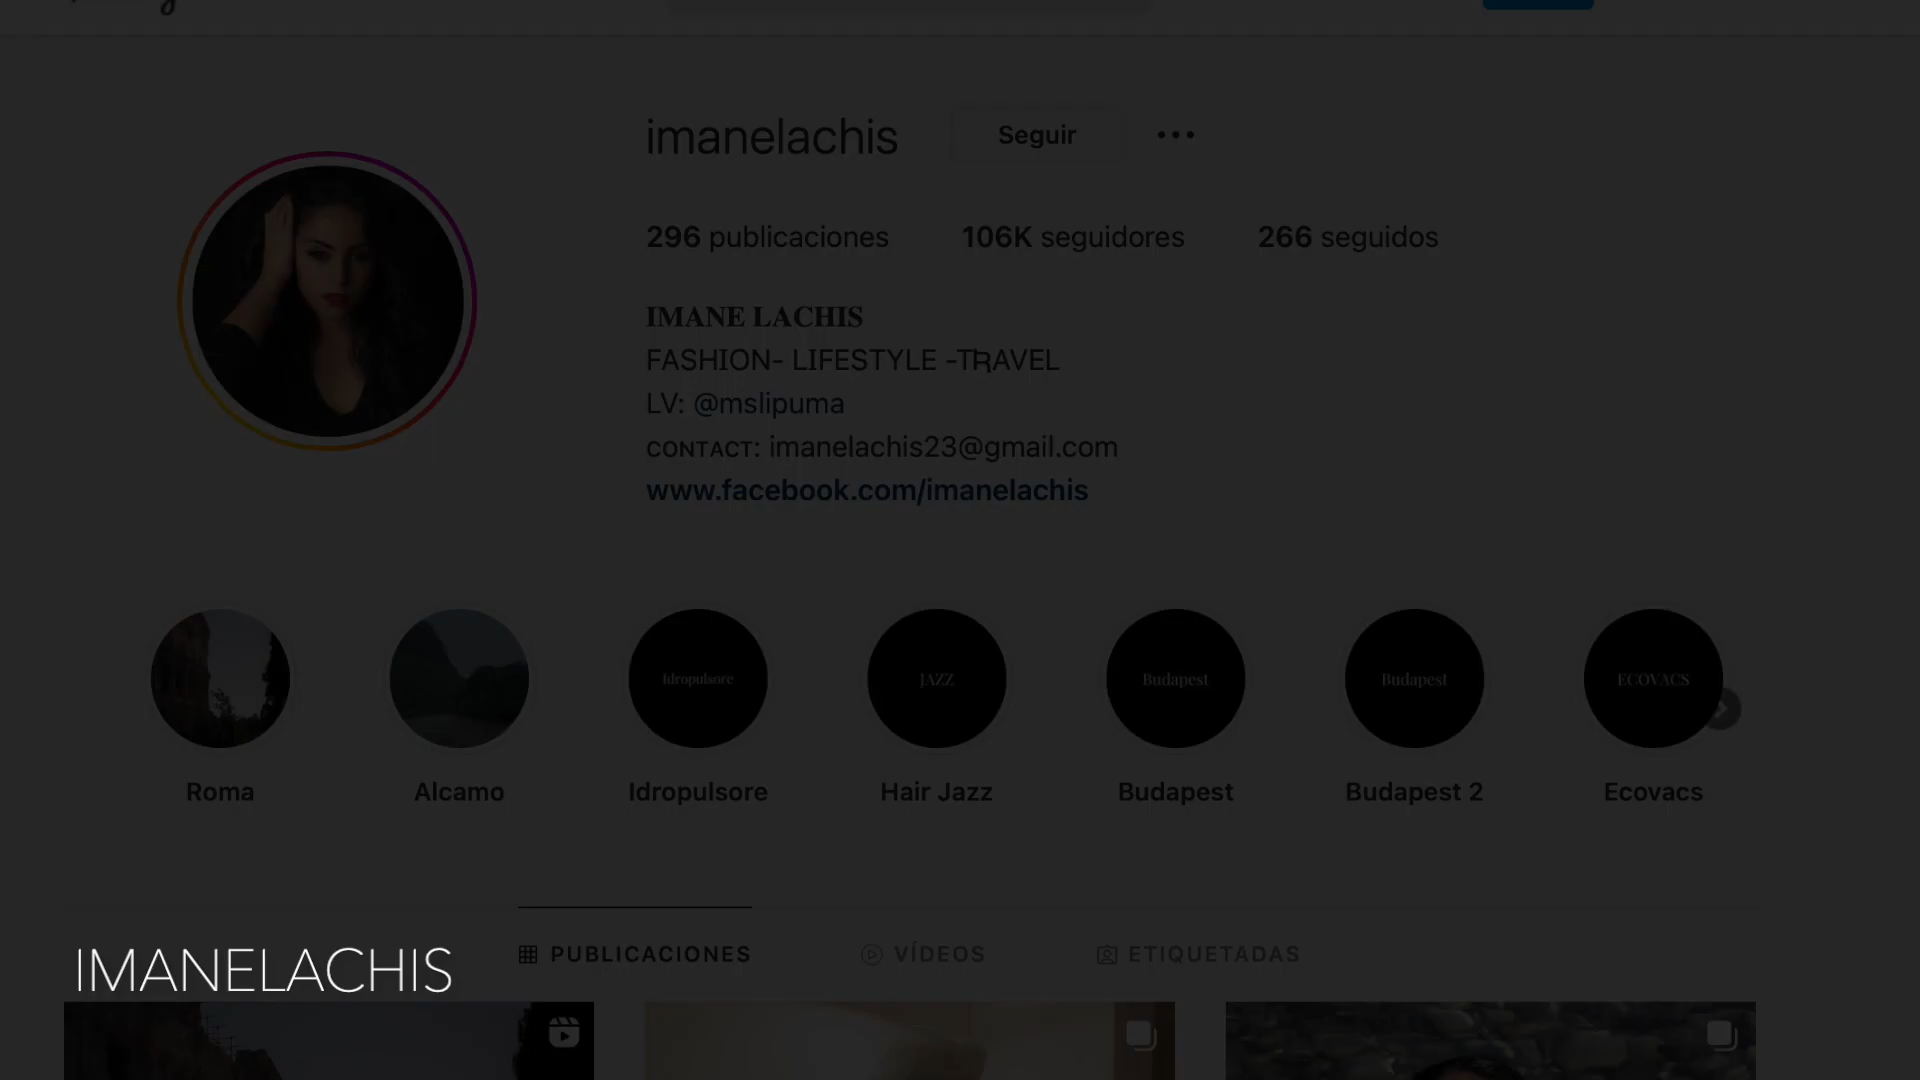 imanelachis Seguir
296 publicaciones 106K seguidores 266 seguidos
IMANE LACHIS
FASHION- LIFESTYLE -TRAVEL
LV: @mslipuma
ᴄᴏɴᴛᴀᴄᴛ: imanelachis23@gmail.com
www.facebook.com/imanelachis
Idropulsore JAZZ Budapest Budapest ECOVACS
Roma Alcamo Idropulsore Hair Jazz Budapest Budapest 2 Ecovacs
PUBLICACIONES VÍDEOS ETIQUETADAS
IMANELACHIS